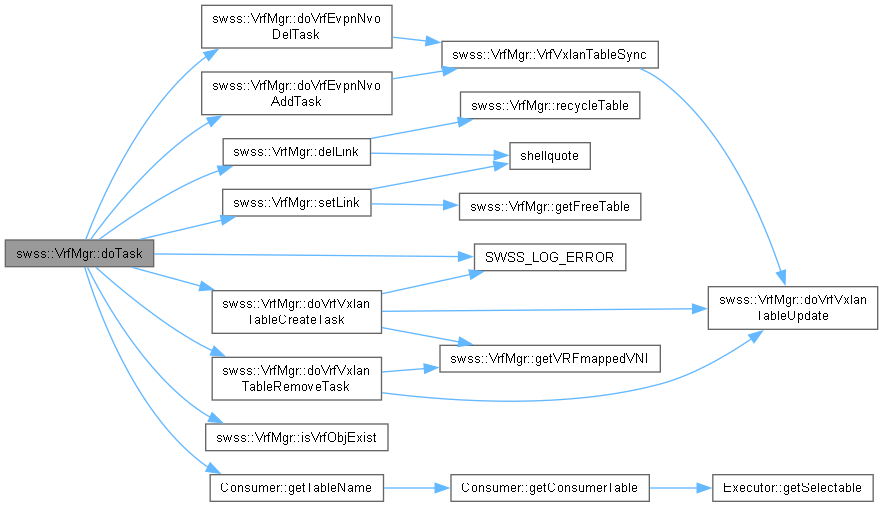 swss::VrfMgr::doVrfEvpnNvo
DelTask
swss::VrfMgr::VrfVxlanTableSync
swss::VrfMgr::doVrfEvpnNvo
AddTask
swss::VrfMgr::recycleTable
swss::VrfMgr::delLink
shellquote
swss::VrfMgr::setLink
swss::VrfMgr::getFreeTable
swss::VrfMgr::doTask
SWSS_LOG_ERROR
swss::VrfMgr::doVrfVxlan
TableCreateTask
swss::VrfMgr::doVrfVxlan
TableUpdate
swss::VrfMgr::getVRFmappedVNI
swss::VrfMgr::doVrfVxlan
TableRemoveTask
swss::VrfMgr::isVrfObjExist
Consumer::getTableName
Consumer::getConsumerTable
Executor::getSelectable